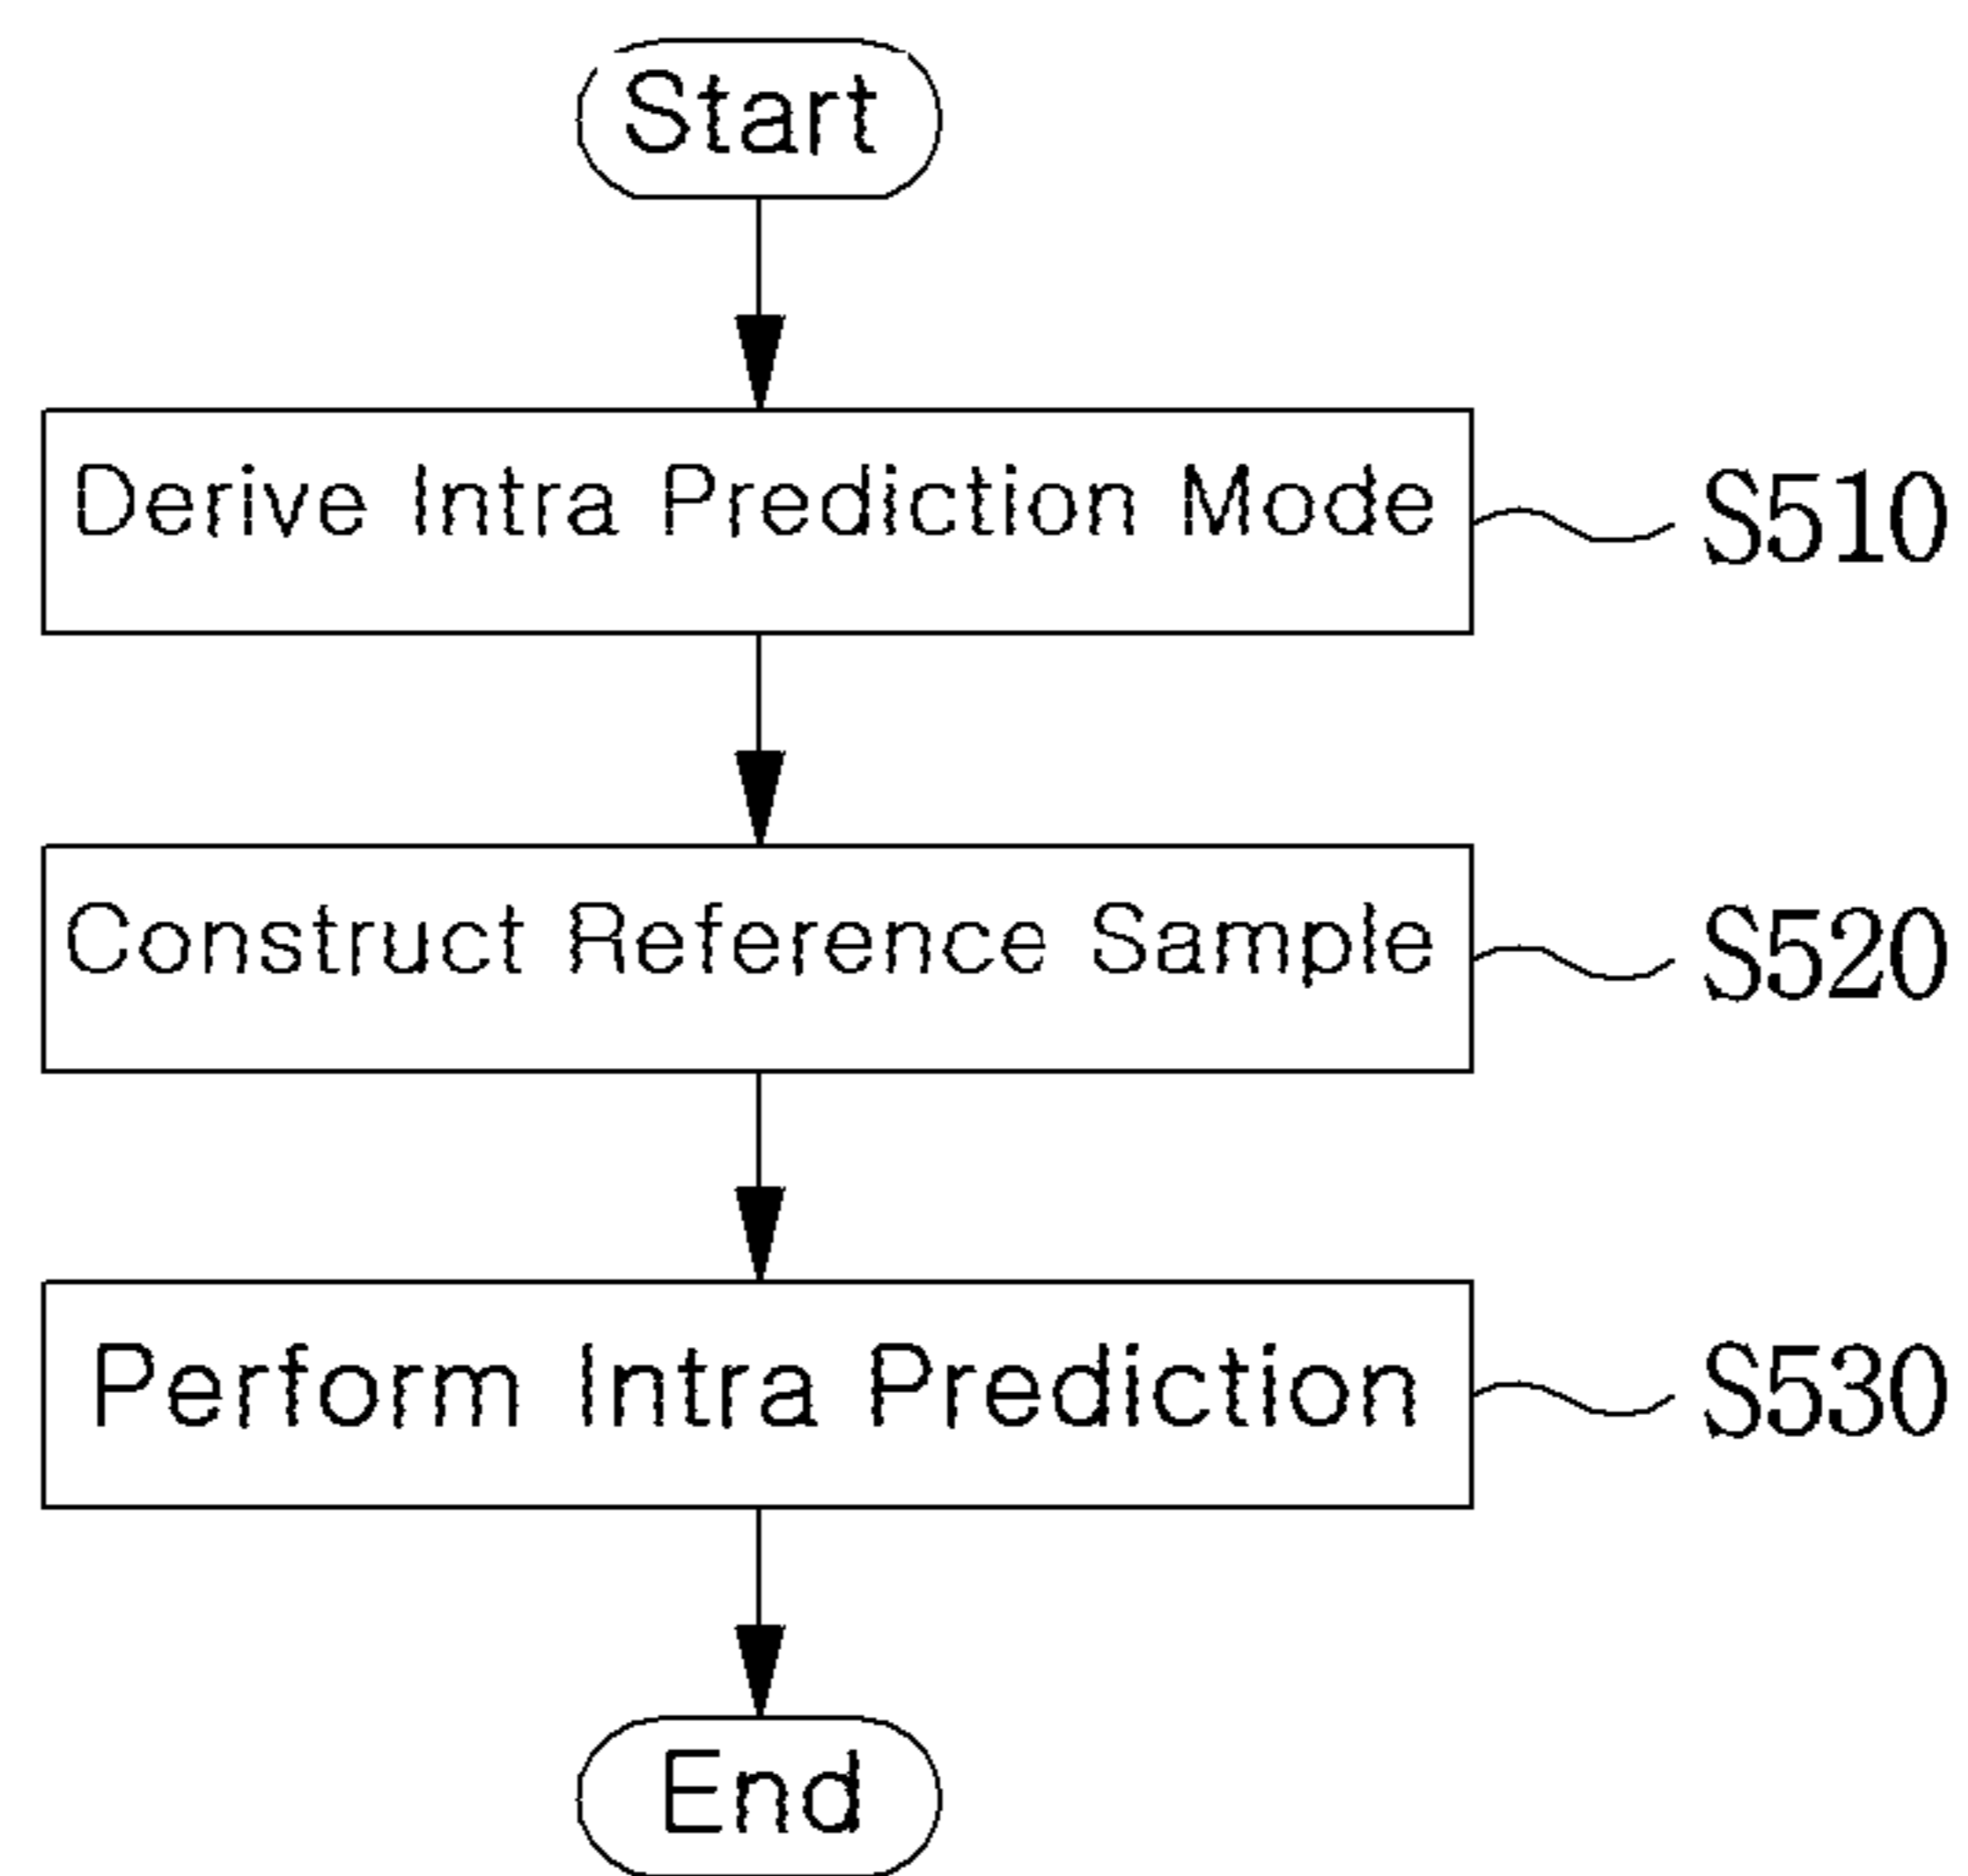 Start
Derive Intra Prediction Mode S510
Construct Reference Sample S520
Perform Intra Prediction S530
End